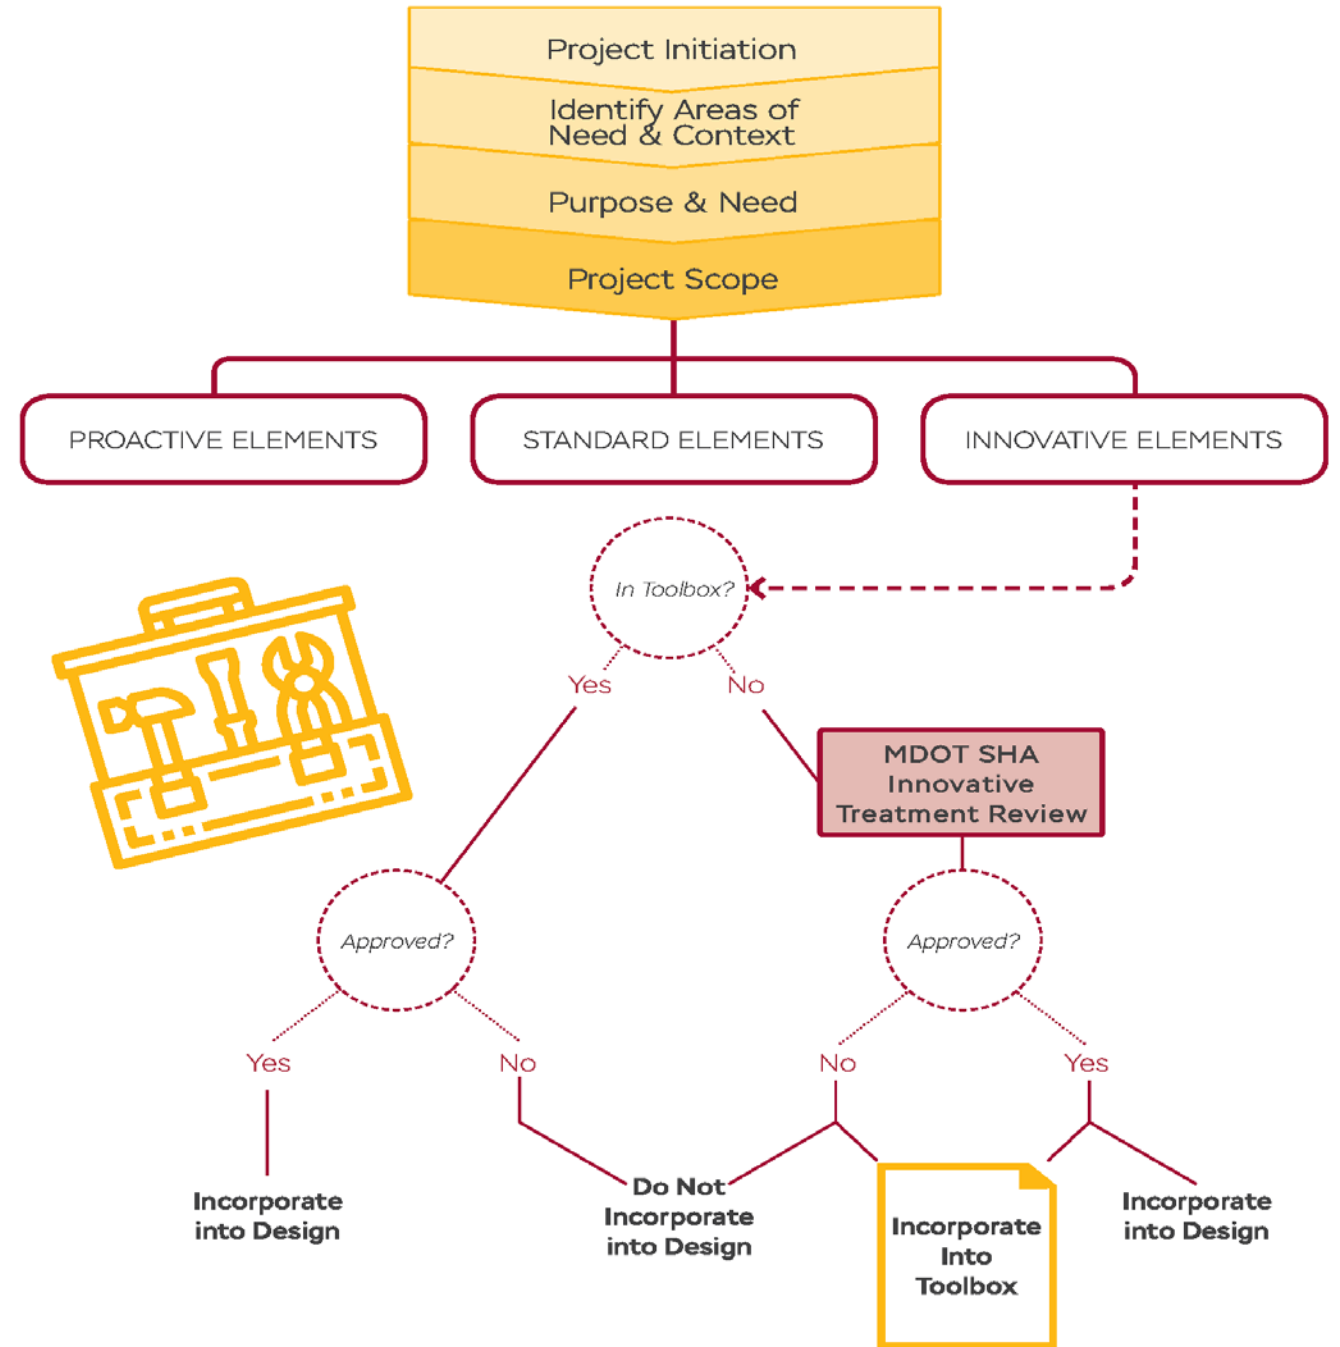 Project Initiation
Identify Areas of
Need & Context
Purpose & Need
Project Scope
PROACTIVE ELEMENTS
STANDARD ELEMENTS
INNOVATIVE ELEMENTS
In Toolbox?
Yes
No
MDOT SHA
Innovative
Treatment Review
Approved?
Approved?
Yes
No
No
Yes
Incorporate
into Design
Do Not
Incorporate
into Design
Incorporate
Into
Toolbox
Incorporate
into Design